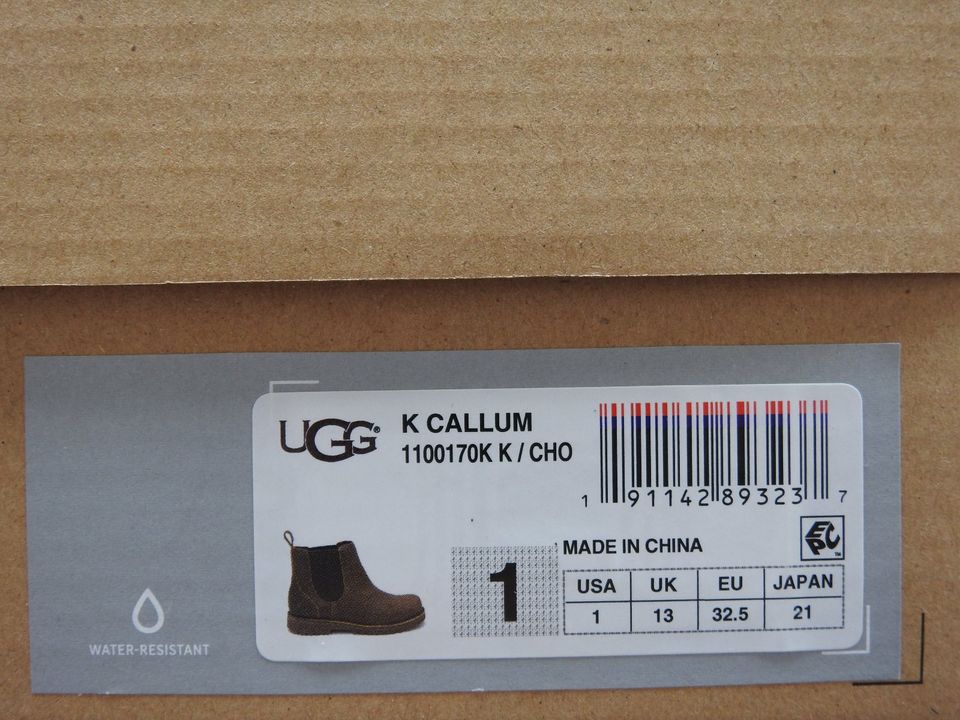 UGG®
K CALLUM
1100170K K / CHO
1 91142 89323 7
MADE IN CHINA
EPC™
1
USA UK EU JAPAN
1 13 32.5 21
WATER-RESISTANT